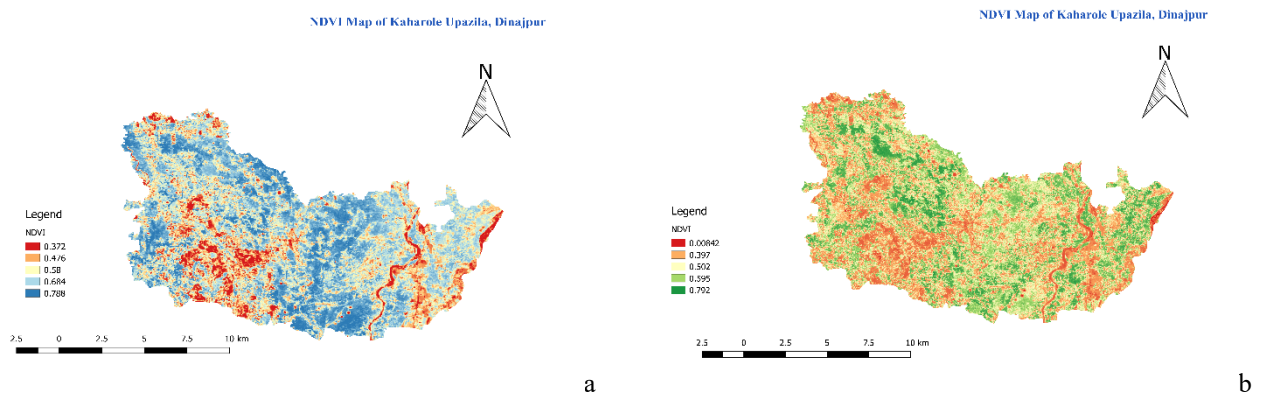 NDVI Map of Kaharole Upazila, Dinajpur
N
Legend
NDVI
0.372
0.476
0.58
0.684
0.788
2.5 0 2.5 5 7.5 10 km
a
NDVI Map of Kaharole Upazila, Dinajpur
N
Legend
NDVI
0.00842
0.397
0.502
0.595
0.792
2.5 0 2.5 5 7.5 10 km
b